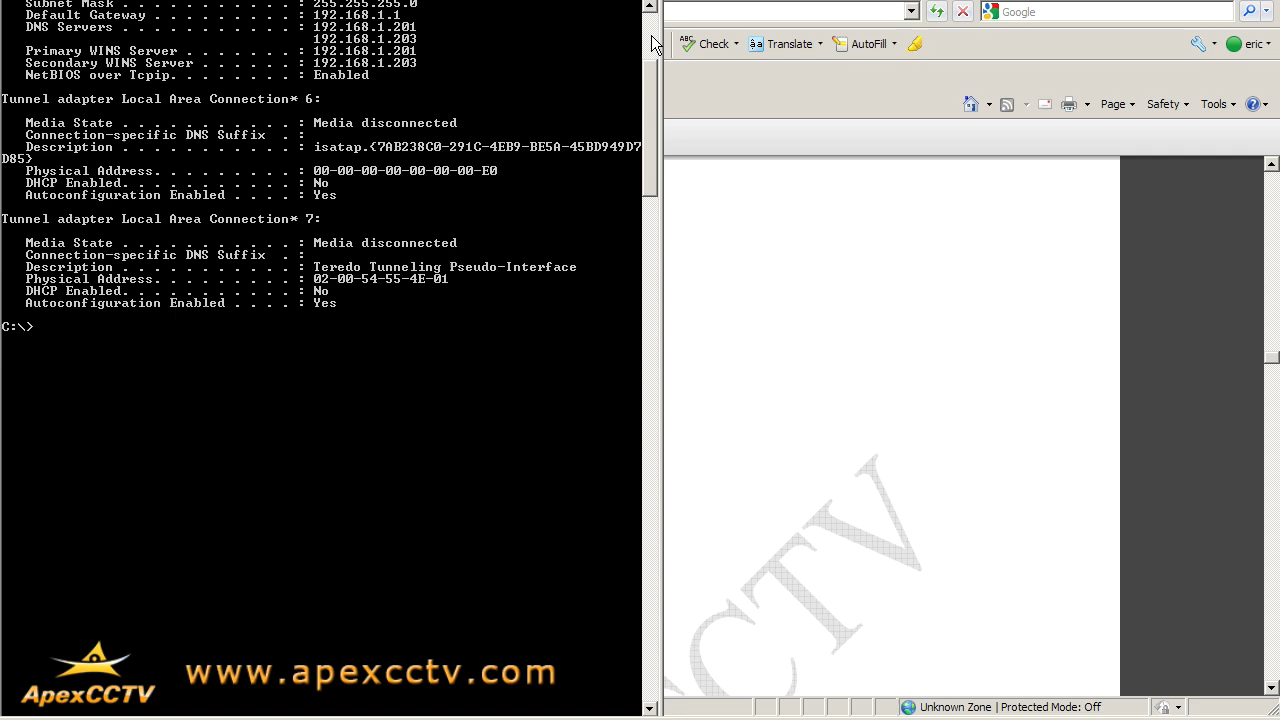 Subnet Mask . . . . . . . . . . . : 255.255.255.0
Default Gateway . . . . . . . . . : 192.168.1.1
DNS Servers . . . . . . . . . . . : 192.168.1.201
192.168.1.203
Primary WINS Server . . . . . . . : 192.168.1.201
Secondary WINS Server . . . . . . : 192.168.1.203
NetBIOS over Tcpip. . . . . . . . : Enabled
Tunnel adapter Local Area Connection* 6:
Media State . . . . . . . . . . . : Media disconnected
Connection-specific DNS Suffix  . :
Description . . . . . . . . . . . : isatap.{7AB238C0-291C-4EB9-BE5A-45BD949D7
D85}
Physical Address. . . . . . . . . : 00-00-00-00-00-00-00-E0
DHCP Enabled. . . . . . . . . . . : No
Autoconfiguration Enabled . . . . : Yes
Tunnel adapter Local Area Connection* 7:
Media State . . . . . . . . . . . : Media disconnected
Connection-specific DNS Suffix  . :
Description . . . . . . . . . . . : Teredo Tunneling Pseudo-Interface
Physical Address. . . . . . . . . : 02-00-54-55-4E-01
DHCP Enabled. . . . . . . . . . . : No
Autoconfiguration Enabled . . . . : Yes
C:\>
ApexCCTV
www.apexcctv.com
Google
ABC Check
aä Translate
AutoFill
eric
Page
Safety
Tools
CCTV
Unknown Zone | Protected Mode: Off